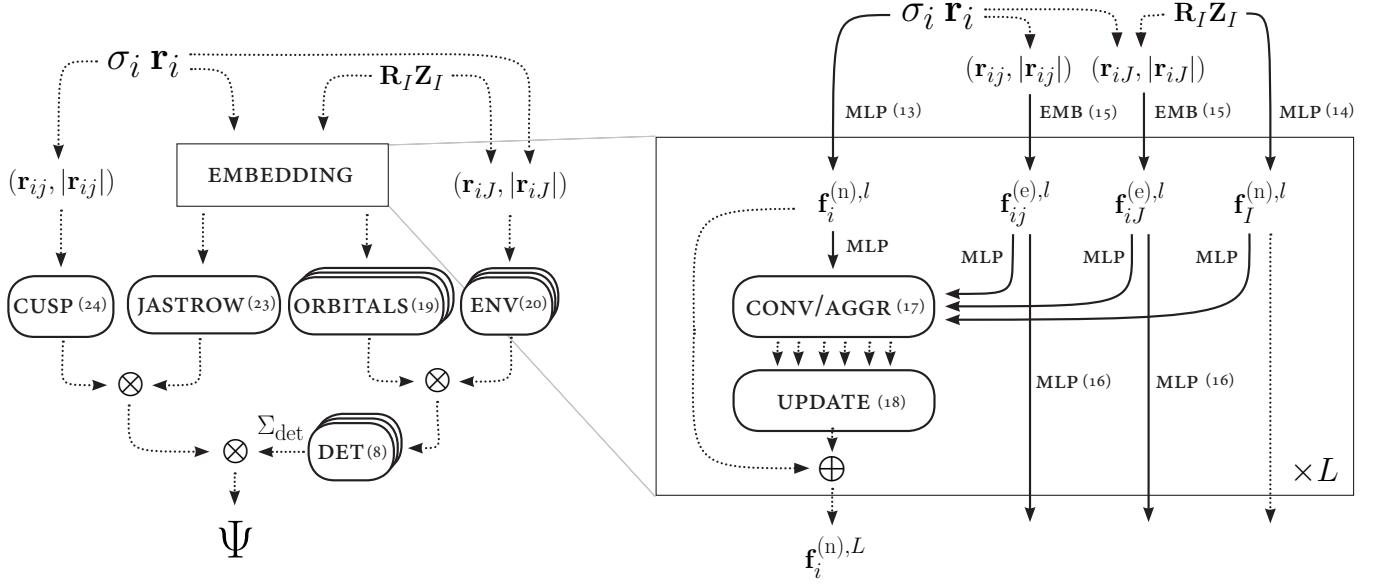 σ_i r_i
R_I Z_I
(r_ij, |r_ij|)
EMBEDDING
(r_iJ, |r_iJ|)
CUSP (24)
JASTROW (23)
ORBITALS (19)
ENV (20)
⊗
⊗
Σ_det
⊗
DET (8)
Ψ
σ_i r_i
R_I Z_I
(r_ij, |r_ij|)
(r_iJ, |r_iJ|)
MLP (13)
EMB (15)
EMB (15)
MLP (14)
f_i^{(n),l}
f_ij^{(e),l}
f_iJ^{(e),l}
f_I^{(n),l}
MLP
MLP
MLP
MLP
CONV/AGGR (17)
UPDATE (18)
MLP (16)
MLP (16)
⊕
×L
f_i^{(n),L}